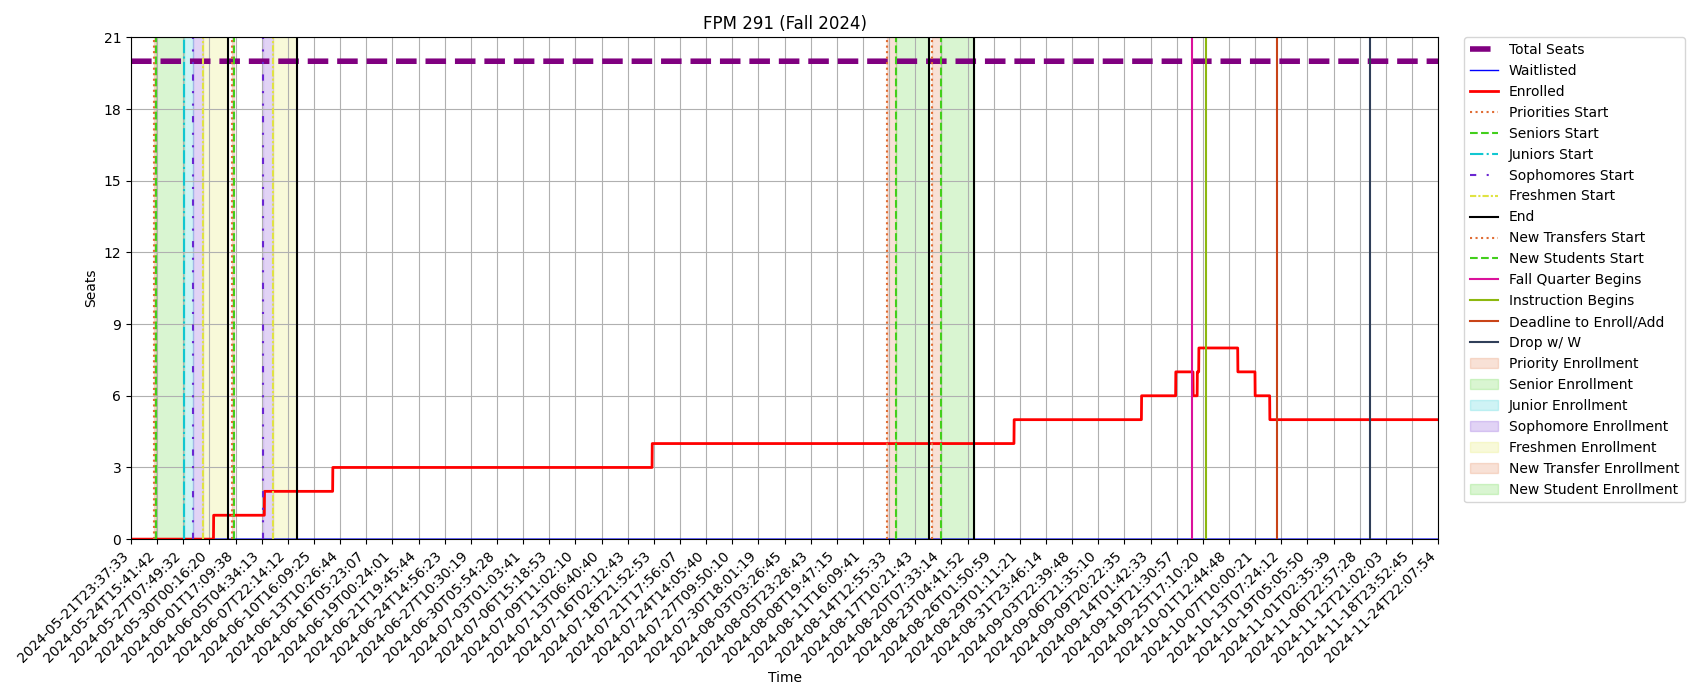 FPM 291 (Fall 2024)
21
18
15
12
9
6
3
0
Seats
2024-05-21T23:37:33
2024-05-24T15:41:42
2024-05-27T07:49:32
2024-05-30T00:16:20
2024-06-01T17:09:38
2024-06-05T04:34:13
2024-06-07T22:14:12
2024-06-10T16:09:25
2024-06-13T10:26:44
2024-06-16T05:23:07
2024-06-19T00:24:01
2024-06-21T19:45:44
2024-06-24T14:56:23
2024-06-27T10:30:19
2024-06-30T05:54:28
2024-07-03T01:03:41
2024-07-06T15:18:53
2024-07-09T11:02:10
2024-07-13T06:40:40
2024-07-16T02:12:43
2024-07-18T21:52:53
2024-07-21T17:56:07
2024-07-24T14:05:40
2024-07-27T09:50:10
2024-07-30T18:01:19
2024-08-03T03:26:45
2024-08-05T23:28:43
2024-08-08T19:47:15
2024-08-11T16:09:41
2024-08-14T12:55:33
2024-08-17T10:21:43
2024-08-20T07:33:14
2024-08-23T04:41:52
2024-08-26T01:50:59
2024-08-29T01:11:21
2024-08-31T23:46:14
2024-09-03T22:39:48
2024-09-06T21:35:10
2024-09-09T20:22:35
2024-09-14T01:42:33
2024-09-19T21:30:57
2024-09-25T17:10:20
2024-10-01T12:44:48
2024-10-07T10:00:21
2024-10-13T07:24:12
2024-10-19T05:05:50
2024-11-01T02:35:39
2024-11-06T22:57:28
2024-11-12T21:02:03
2024-11-18T23:52:45
2024-11-24T22:07:54
Time
Total Seats
Waitlisted
Enrolled
Priorities Start
Seniors Start
Juniors Start
Sophomores Start
Freshmen Start
End
New Transfers Start
New Students Start
Fall Quarter Begins
Instruction Begins
Deadline to Enroll/Add
Drop w/ W
Priority Enrollment
Senior Enrollment
Junior Enrollment
Sophomore Enrollment
Freshmen Enrollment
New Transfer Enrollment
New Student Enrollment